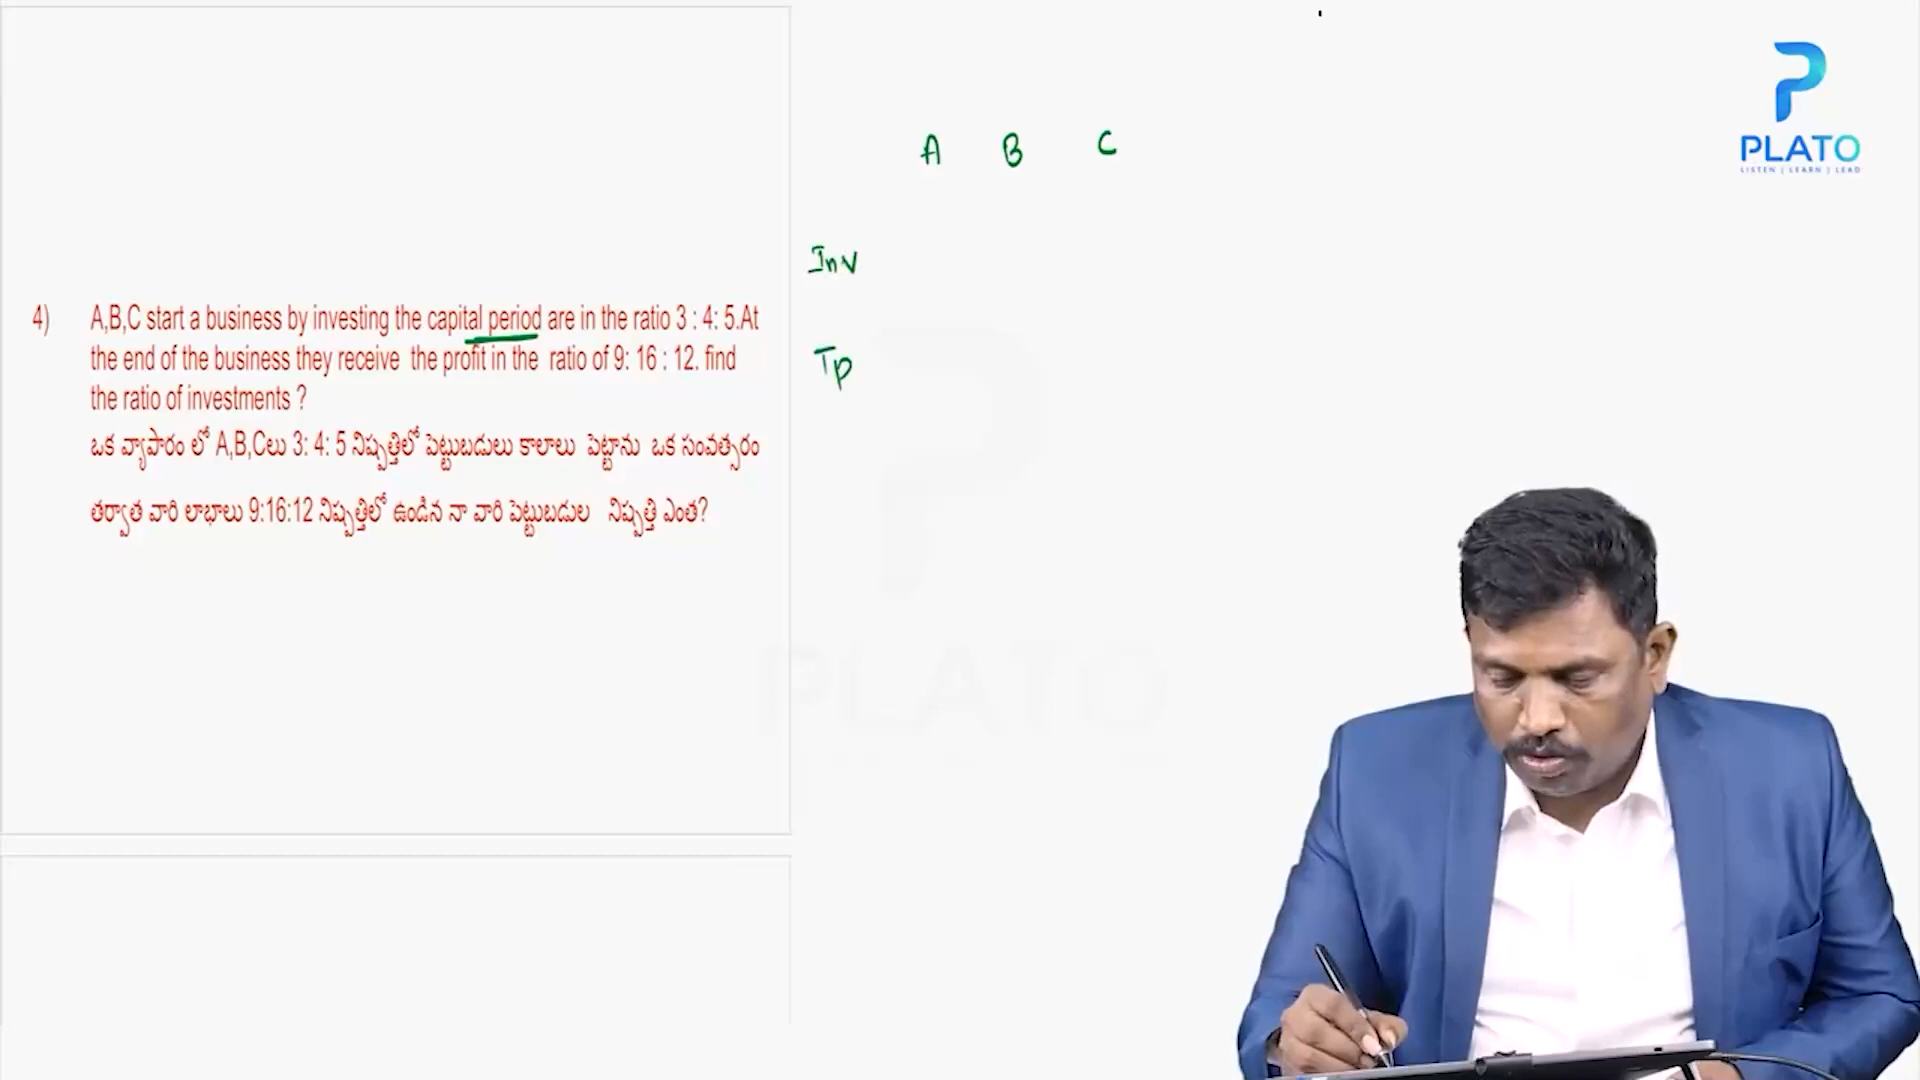 PLATO
LISTEN | LEARN | LEAD
A B C
Inv
Tp
4) A,B,C start a business by investing the capital period are in the ratio 3 : 4: 5.At
the end of the business they receive the profit in the ratio of 9: 16 : 12. find
the ratio of investments ?
ఒక వ్యాపారం లో A,B,Cలు 3: 4: 5 నిష్పత్తిలో పెట్టుబడులు కాలాలు పెట్టాను ఒక సంవత్సరం
తర్వాత వారి లాభాలు 9:16:12 నిష్పత్తిలో ఉండిన నా వారి పెట్టుబడుల నిష్పత్తి ఎంత?
PLATO